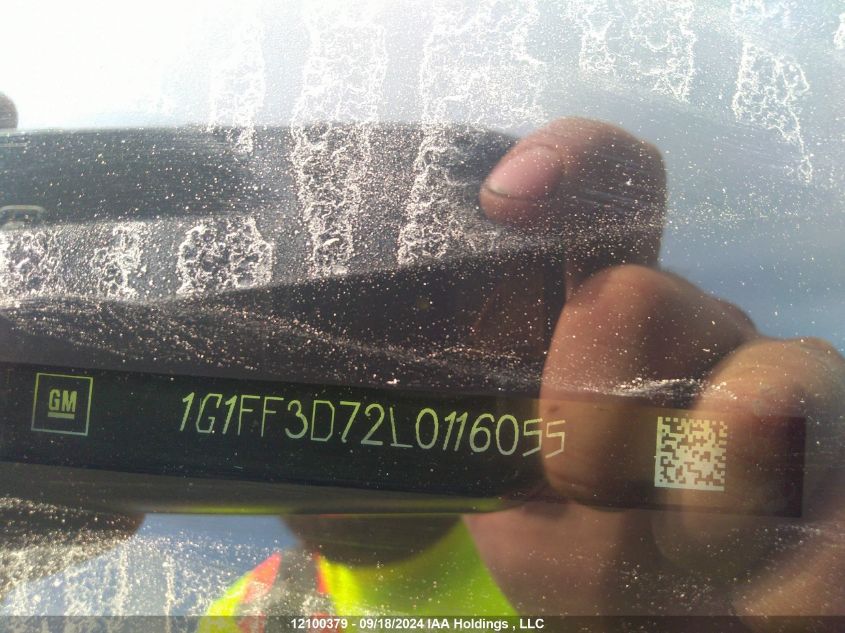 GM
1G1FF3D72L0116055
12100379 - 09/18/2024 IAA Holdings , LLC